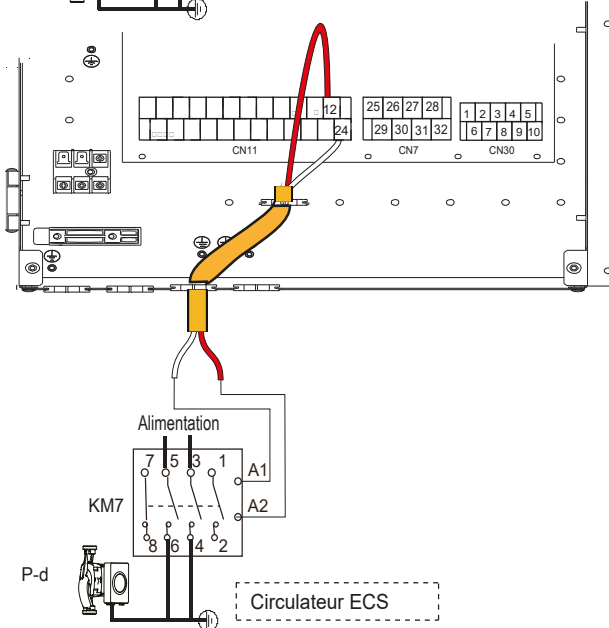 12 25 26 27 28 1 2 3 4 5
24 29 30 31 32 6 7 8 9 10
CN11 CN7 CN30
Alimentation
7 5 3 1 A1
KM7 A2
8 6 4 2
P-d
Circulateur ECS